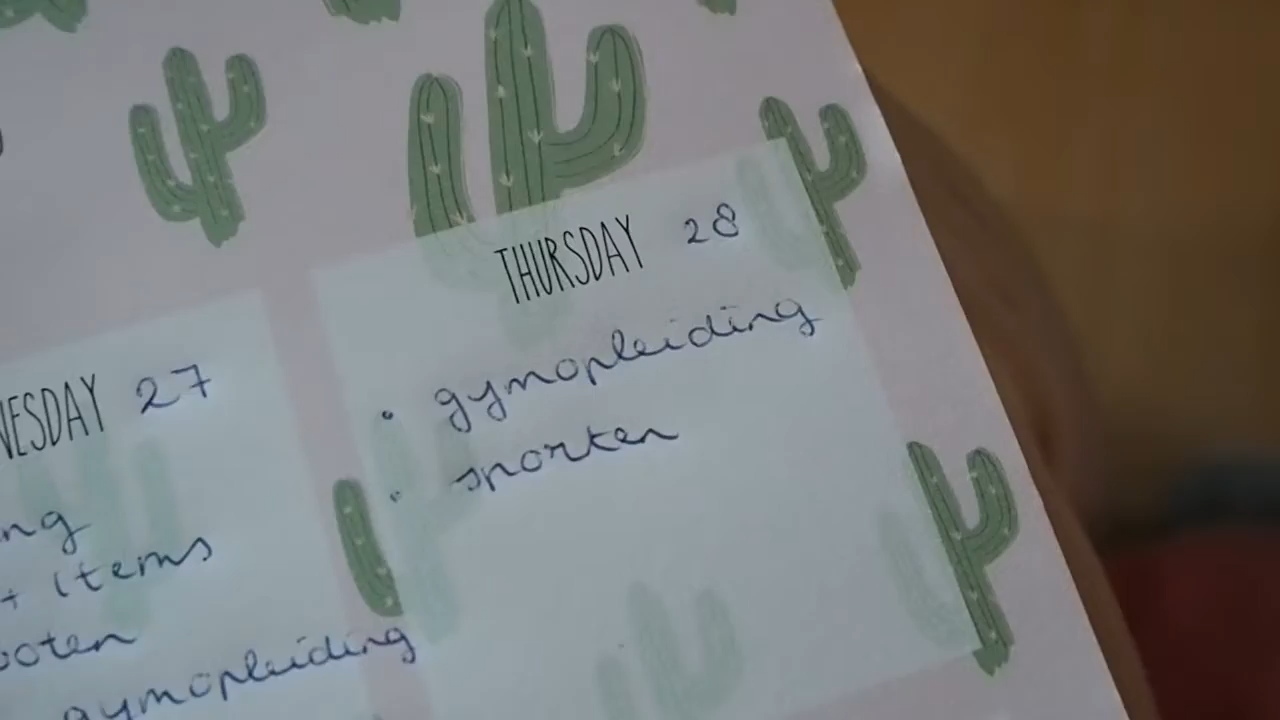 THURSDAY 28
• gymopleiding
• sporten
NESDAY 27
ng
+ Items
ooten
gymopleiding